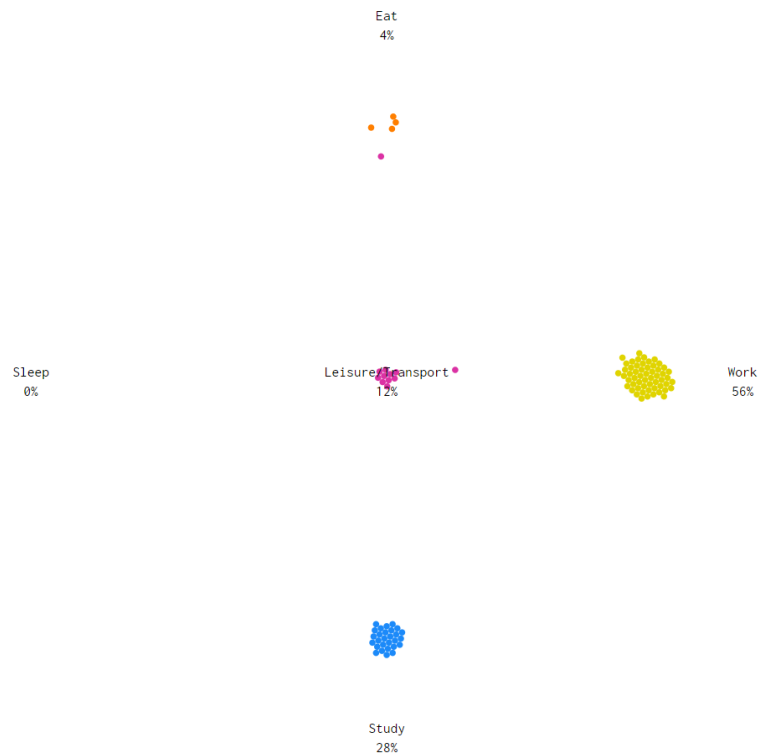 Eat
4%
Sleep
0%
Leisure/Transport
12%
Work
56%
Study
28%